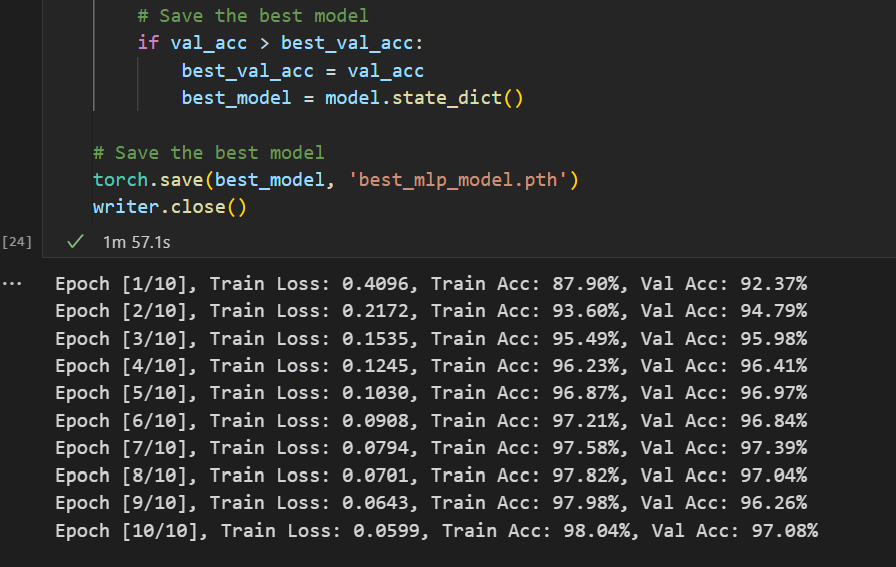 # Save the best model
if val_acc > best_val_acc:
best_val_acc = val_acc
best_model = model.state_dict()
# Save the best model
torch.save(best_model, 'best_mlp_model.pth')
writer.close()
[24] ✓ 1m 57.1s
... Epoch [1/10], Train Loss: 0.4096, Train Acc: 87.90%, Val Acc: 92.37%
Epoch [2/10], Train Loss: 0.2172, Train Acc: 93.60%, Val Acc: 94.79%
Epoch [3/10], Train Loss: 0.1535, Train Acc: 95.49%, Val Acc: 95.98%
Epoch [4/10], Train Loss: 0.1245, Train Acc: 96.23%, Val Acc: 96.41%
Epoch [5/10], Train Loss: 0.1030, Train Acc: 96.87%, Val Acc: 96.97%
Epoch [6/10], Train Loss: 0.0908, Train Acc: 97.21%, Val Acc: 96.84%
Epoch [7/10], Train Loss: 0.0794, Train Acc: 97.58%, Val Acc: 97.39%
Epoch [8/10], Train Loss: 0.0701, Train Acc: 97.82%, Val Acc: 97.04%
Epoch [9/10], Train Loss: 0.0643, Train Acc: 97.98%, Val Acc: 96.26%
Epoch [10/10], Train Loss: 0.0599, Train Acc: 98.04%, Val Acc: 97.08%